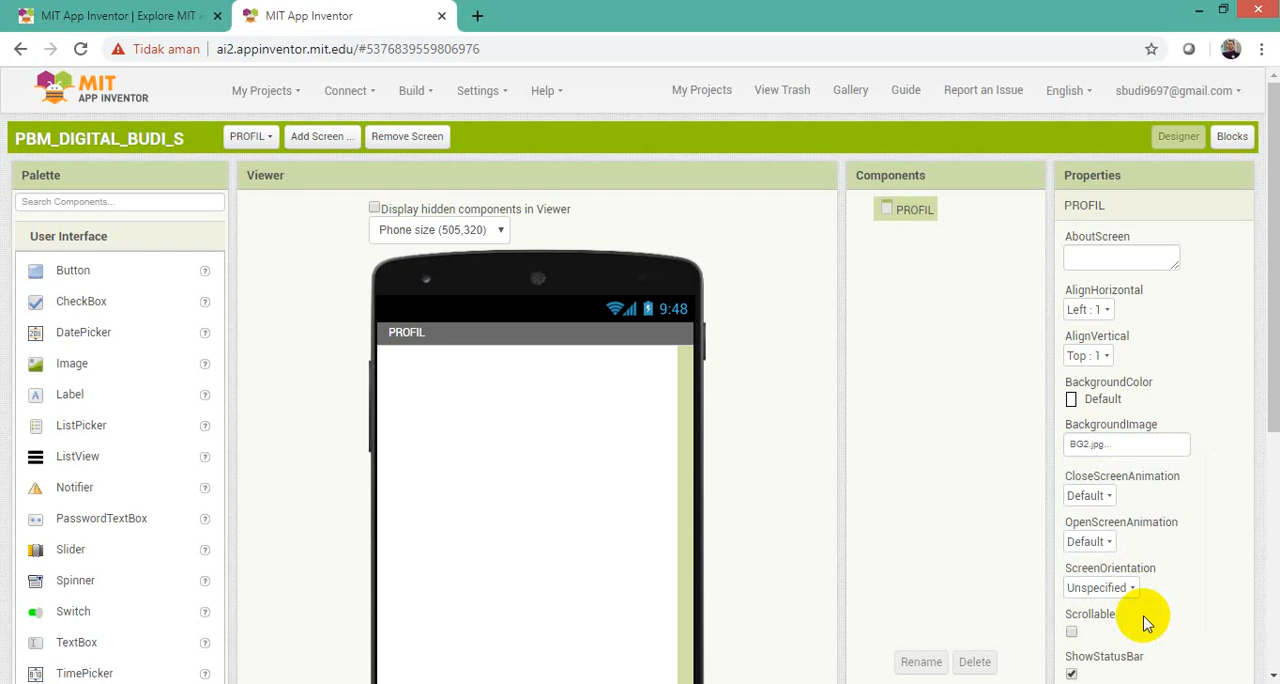 MIT App Inventor | Explore MIT A
MIT App Inventor
Tidak aman
ai2.appinventor.mit.edu/#5376839559806976
MIT
APP INVENTOR
My Projects
Connect
Build
Settings
Help
My Projects
View Trash
Gallery
Guide
Report an Issue
English
sbudi9697@gmail.com
PBM_DIGITAL_BUDI_S
PROFIL
Add Screen ...
Remove Screen
Designer
Blocks
Palette
Search Components...
User Interface
Button
CheckBox
DatePicker
Image
Label
ListPicker
ListView
Notifier
PasswordTextBox
Slider
Spinner
Switch
TextBox
TimePicker
Viewer
Display hidden components in Viewer
Phone size (505,320)
9:48
PROFIL
Components
PROFIL
Rename
Delete
Properties
PROFIL
AboutScreen
AlignHorizontal
Left : 1
AlignVertical
Top : 1
BackgroundColor
Default
BackgroundImage
BG2.jpg...
CloseScreenAnimation
Default
OpenScreenAnimation
Default
ScreenOrientation
Unspecified
Scrollable
ShowStatusBar